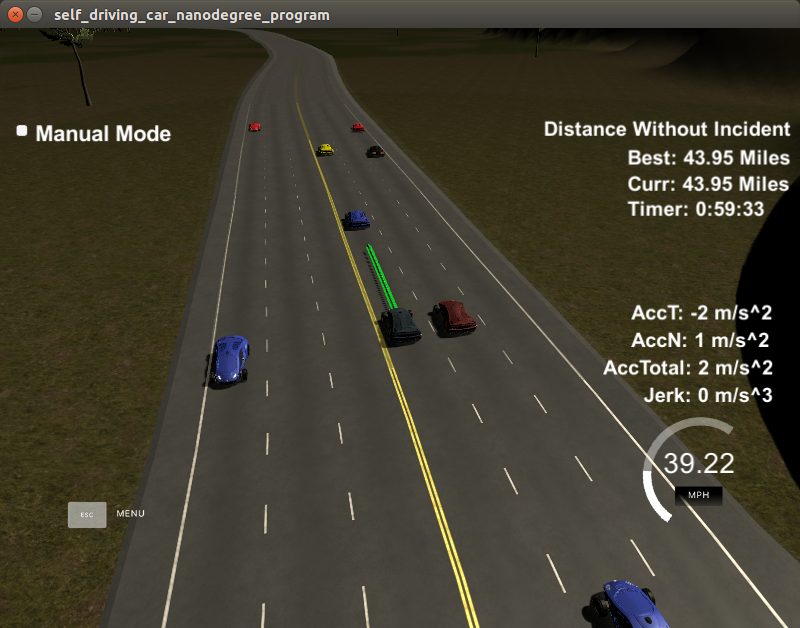 self_driving_car_nanodegree_program
Manual Mode
Distance Without Incident
Best: 43.95 Miles
Curr: 43.95 Miles
Timer: 0:59:33
AccT: -2 m/s^2
AccN: 1 m/s^2
AccTotal: 2 m/s^2
Jerk: 0 m/s^3
39.22
MPH
ESC MENU